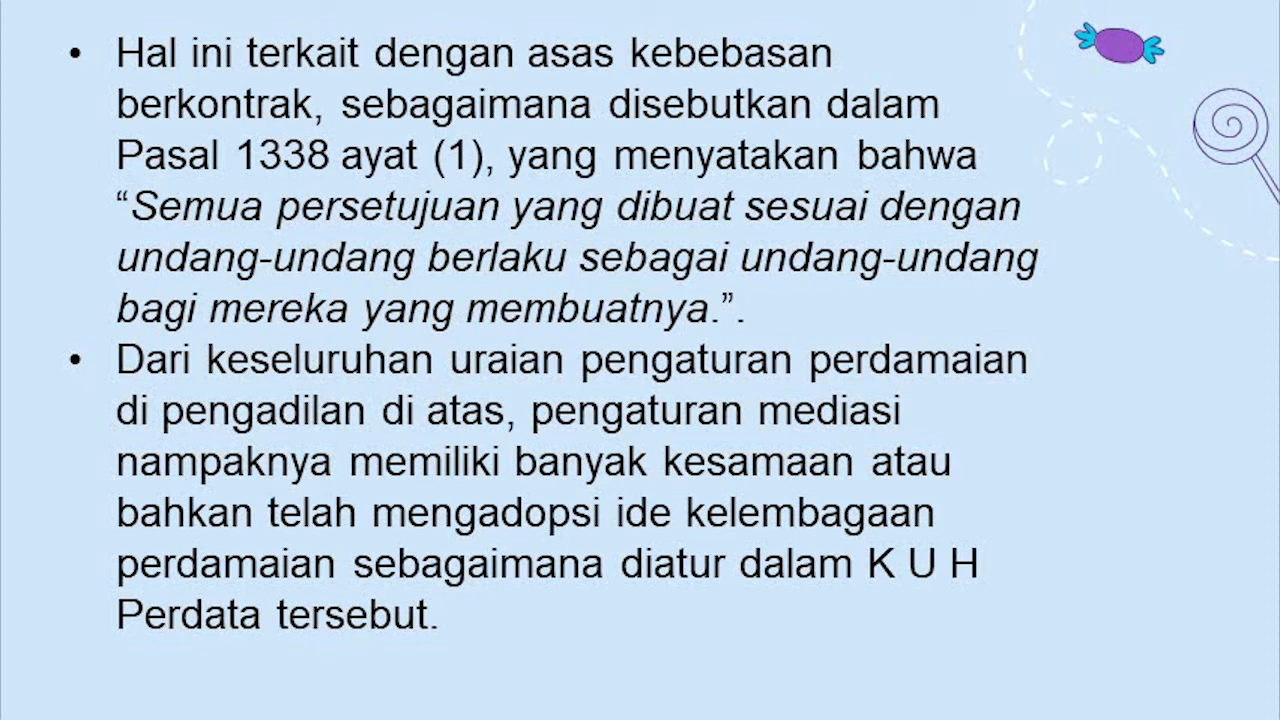 • Hal ini terkait dengan asas kebebasan
berkontrak, sebagaimana disebutkan dalam
Pasal 1338 ayat (1), yang menyatakan bahwa
“Semua persetujuan yang dibuat sesuai dengan
undang-undang berlaku sebagai undang-undang
bagi mereka yang membuatnya.”.
• Dari keseluruhan uraian pengaturan perdamaian
di pengadilan di atas, pengaturan mediasi
nampaknya memiliki banyak kesamaan atau
bahkan telah mengadopsi ide kelembagaan
perdamaian sebagaimana diatur dalam K U H
Perdata tersebut.